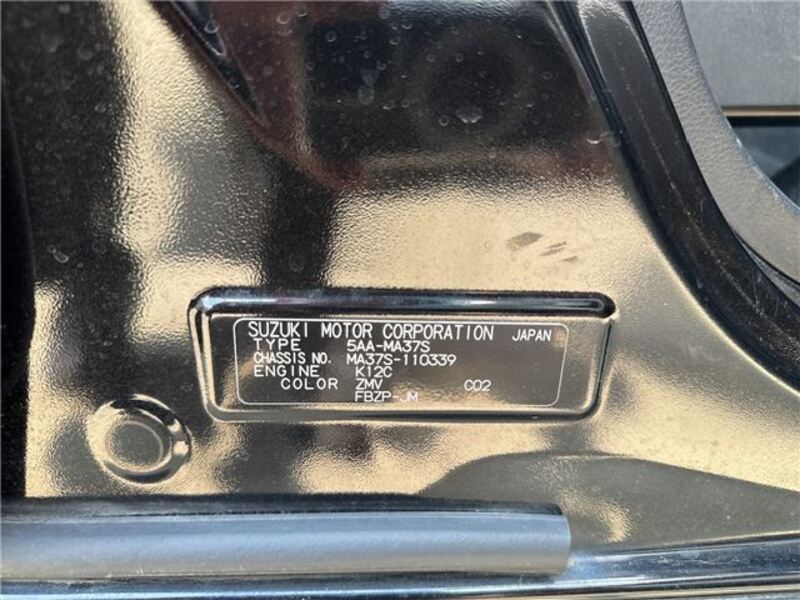 SUZUKI MOTOR CORPORATION JAPAN
TYPE 5AA-MA37S
CHASSIS NO. MA37S-110339
ENGINE K12C
COLOR ZMV C02
FBZP-JM